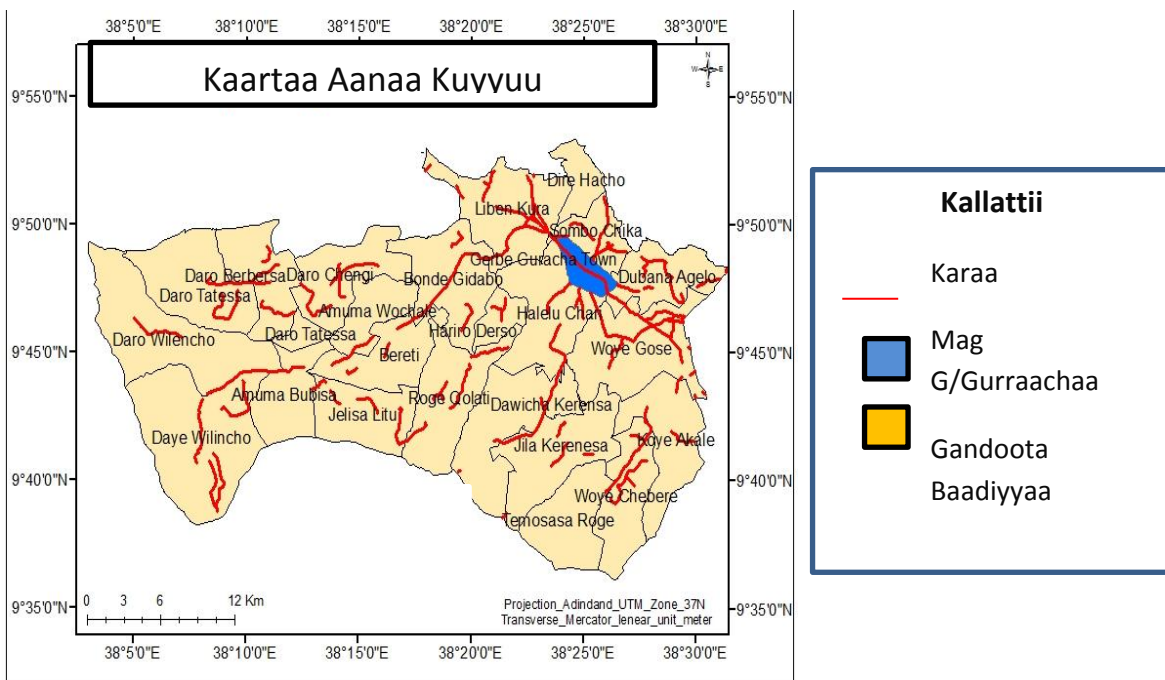 38°5'0"E 38°10'0"E 38°15'0"E 38°20'0"E 38°25'0"E 38°30'0"E
Kaartaa Aanaa Kuyyuu
N
W E
S
9°55'0"N 9°55'0"N
Dire Hacho
Liben Kura
9°50'0"N 9°50'0"N
Sombo Chika
Gerbe Guracha Town
Daro Berbersa Daro Chengi Bonde Gidabo Dubana Agelo
Daro Tatessa
Amuma Wochale Halelu Chari
Daro Wilencho Daro Tatessa Hariro Derso
9°45'0"N Bereti Woye Gose 9°45'0"N
Amuma Bubisa Roge Qolati Dawicha Kerensa
Jelisa Litu
Daye Wilincho Jila Kerenesa Koye Akale
9°40'0"N 9°40'0"N
Woye Chebere
Temosasa Roge
9°35'0"N 0 3 6 12 Km 9°35'0"N
Projection_Adindand_UTM_Zone_37N
Transverse_Mercator_lenear_unit_meter
38°5'0"E 38°10'0"E 38°15'0"E 38°20'0"E 38°25'0"E 38°30'0"E
Kallattii
Karaa
Mag
G/Gurraachaa
Gandoota
Baadiyyaa